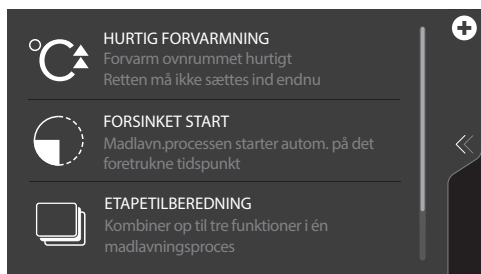 HURTIG FORVARMNING
Forvarm ovnrummet hurtigt
Retten må ikke sættes ind endnu
FORSINKET START
Madlavn.processen starter autom. på det
foretrukne tidspunkt
ETAPETILBEREDNING
Kombiner op til tre funktioner i én
madlavningsproces